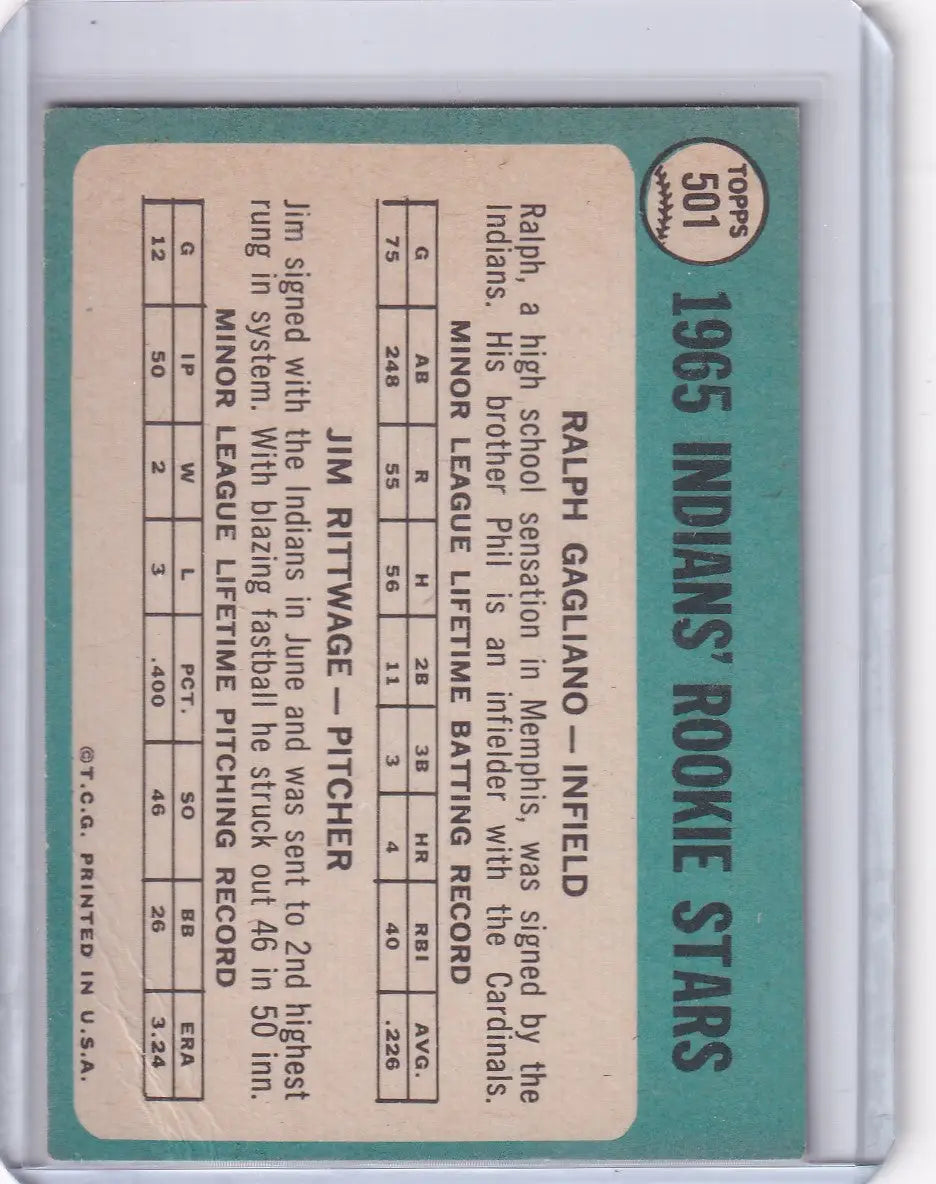 TOPPS
501
1965 INDIANS' ROOKIE STARS
RALPH GAGLIANO — INFIELD
Ralph, a high school sensation in Memphis, was signed by the
Indians. His brother Phil is an infielder with the Cardinals.
MINOR LEAGUE LIFETIME BATTING RECORD
G AB R H 2B 3B HR RBI AVG.
75 248 55 56 11 3 4 40 .226
JIM RITTWAGE — PITCHER
Jim signed with the Indians in June and was sent to 2nd highest
rung in system. With blazing fastball he struck out 46 in 50 inn.
MINOR LEAGUE LIFETIME PITCHING RECORD
G IP W L PCT. SO BB ERA
12 50 2 3 .400 46 26 3.24
©T.C.G. PRINTED IN U.S.A.